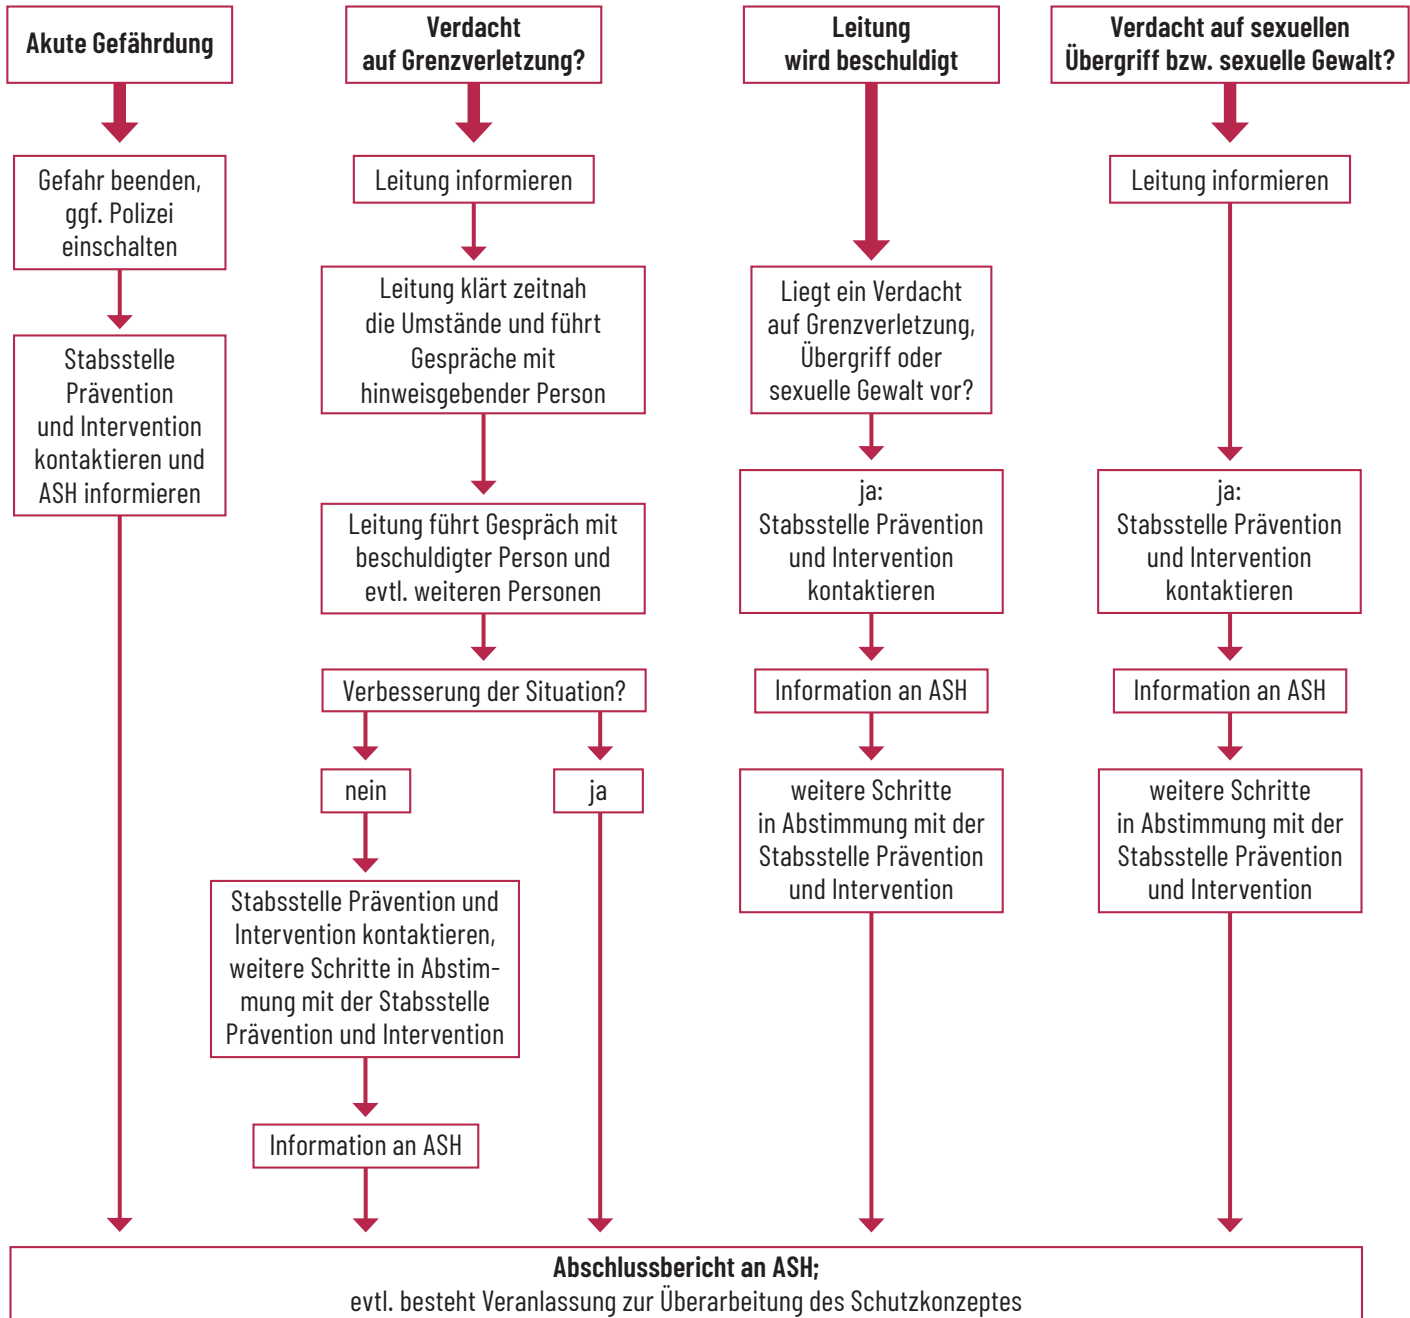 Akute Gefährdung
Gefahr beenden,
ggf. Polizei
einschalten
Stabsstelle
Prävention
und Intervention
kontaktieren und
ASH informieren
Verdacht
auf Grenzverletzung?
Leitung informieren
Leitung klärt zeitnah
die Umstände und führt
Gespräche mit
hinweisgebender Person
Leitung führt Gespräch mit
beschuldigter Person und
evtl. weiteren Personen
Verbesserung der Situation?
nein
ja
Stabsstelle Prävention und
Intervention kontaktieren,
weitere Schritte in Abstim-
mung mit der Stabsstelle
Prävention und Intervention
Information an ASH
Leitung
wird beschuldigt
Liegt ein Verdacht
auf Grenzverletzung,
Übergriff oder
sexuelle Gewalt vor?
ja:
Stabsstelle Prävention
und Intervention
kontaktieren
Information an ASH
weitere Schritte
in Abstimmung mit der
Stabsstelle Prävention
und Intervention
Verdacht auf sexuellen
Übergriff bzw. sexuelle Gewalt?
Leitung informieren
ja:
Stabsstelle Prävention
und Intervention
kontaktieren
Information an ASH
weitere Schritte
in Abstimmung mit der
Stabsstelle Prävention
und Intervention
Abschlussbericht an ASH;
evtl. besteht Veranlassung zur Überarbeitung des Schutzkonzeptes